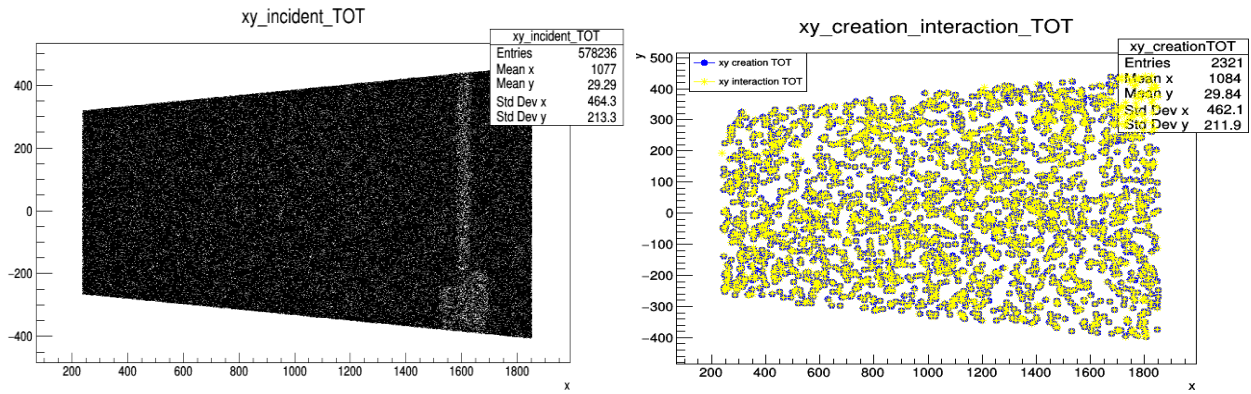 xy_incident_TOT
xy_incident_TOT
Entries 578236
Mean x 1077
Mean y 29.29
Std Dev x 464.3
Std Dev y 213.3
400
200
0
−200
−400
200 400 600 800 1000 1200 1400 1600 1800
x
xy_creation_interaction_TOT
y
xy creation TOT
xy interaction TOT
xy_creationTOT
Entries 2321
Mean x 1084
Mean y 29.84
Std Dev x 462.1
Std Dev y 211.9
500
400
300
200
100
0
−100
−200
−300
−400
200 400 600 800 1000 1200 1400 1600 1800
x